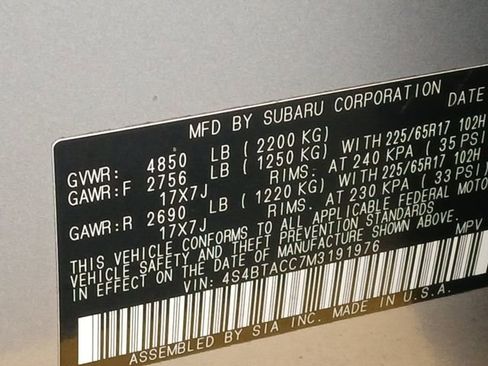 MFD BY SUBARU CORPORATION DATE
GVWR: 4850 LB (2200 KG)
GAWR:F 2756 LB (1250 KG) WITH 225/65R17 102H
17X7J RIMS. AT 240 KPA (35 PSI
GAWR:R 2690 LB (1220 KG) WITH 225/65R17 102H
17X7J RIMS. AT 230 KPA (33 PSI)
THIS VEHICLE CONFORMS TO ALL APPLICABLE FEDERAL MOTO
VEHICLE SAFETY AND THEFT PREVENTION STANDARDS
IN EFFECT ON THE DATE OF MANUFACTURE SHOWN ABOVE.
VIN: 4S4BTACC7M3191976 MPV
ASSEMBLED BY SIA INC. MADE IN U.S.A.